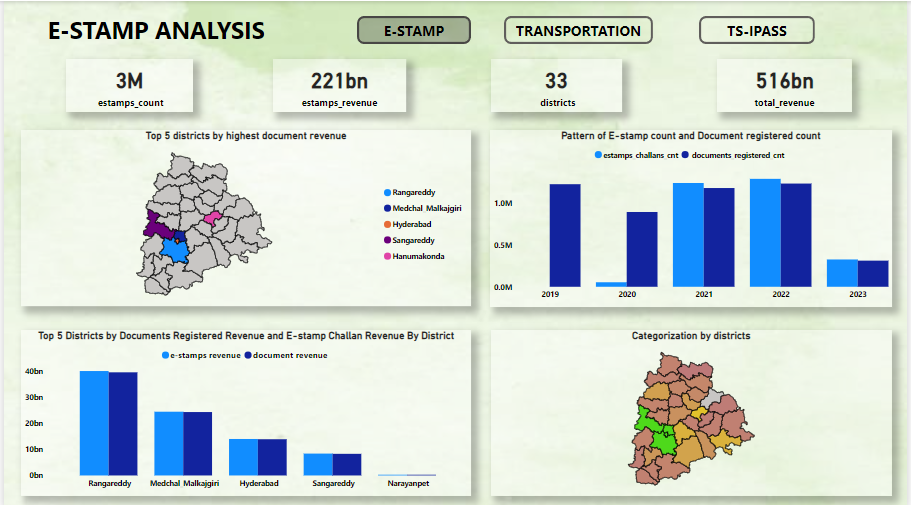 E-STAMP ANALYSIS
E-STAMP
TRANSPORTATION
TS-IPASS
3M
estamps_count
221bn
estamps_revenue
33
districts
516bn
total_revenue
Top 5 districts by highest document revenue
Rangareddy
Medchal_Malkajgiri
Hyderabad
Sangareddy
Hanumakonda
Pattern of E-stamp count and Document registered count
estamps challans cnt documents registered cnt
1.0M
0.5M
0.0M
2019 2020 2021 2022 2023
Top 5 Districts by Documents Registered Revenue and E-stamp Challan Revenue By District
e-stamps revenue document revenue
40bn
30bn
20bn
10bn
0bn
Rangareddy Medchal Malkajgiri Hyderabad Sangareddy Narayanpet
Categorization by districts